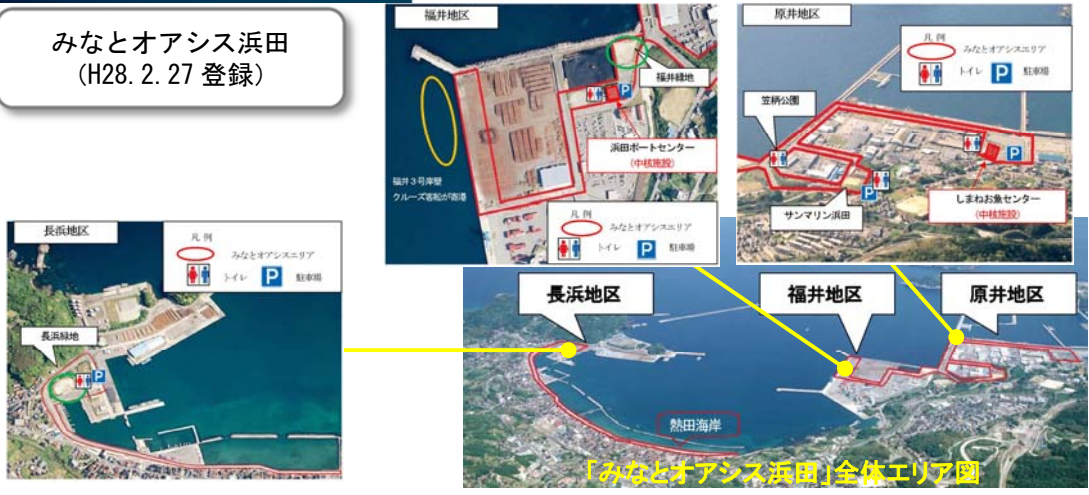 みなとオアシス浜田
(H28.2.27 登録)
福井地区
福井緑地
浜田ポートセンター
(中核施設)
福井3号岸壁
クルーズ客船が寄港
凡例
みなとオアシスエリア
トイレ P 駐車場
P
原井地区
凡例
みなとオアシスエリア
トイレ P 駐車場
笠柄公園
P
しまねお魚センター
(中核施設)
サンマリン浜田
P
長浜地区
凡例
みなとオアシスエリア
トイレ P 駐車場
長浜緑地
P
長浜地区
福井地区
原井地区
熱田海岸
「みなとオアシス浜田」全体エリア図